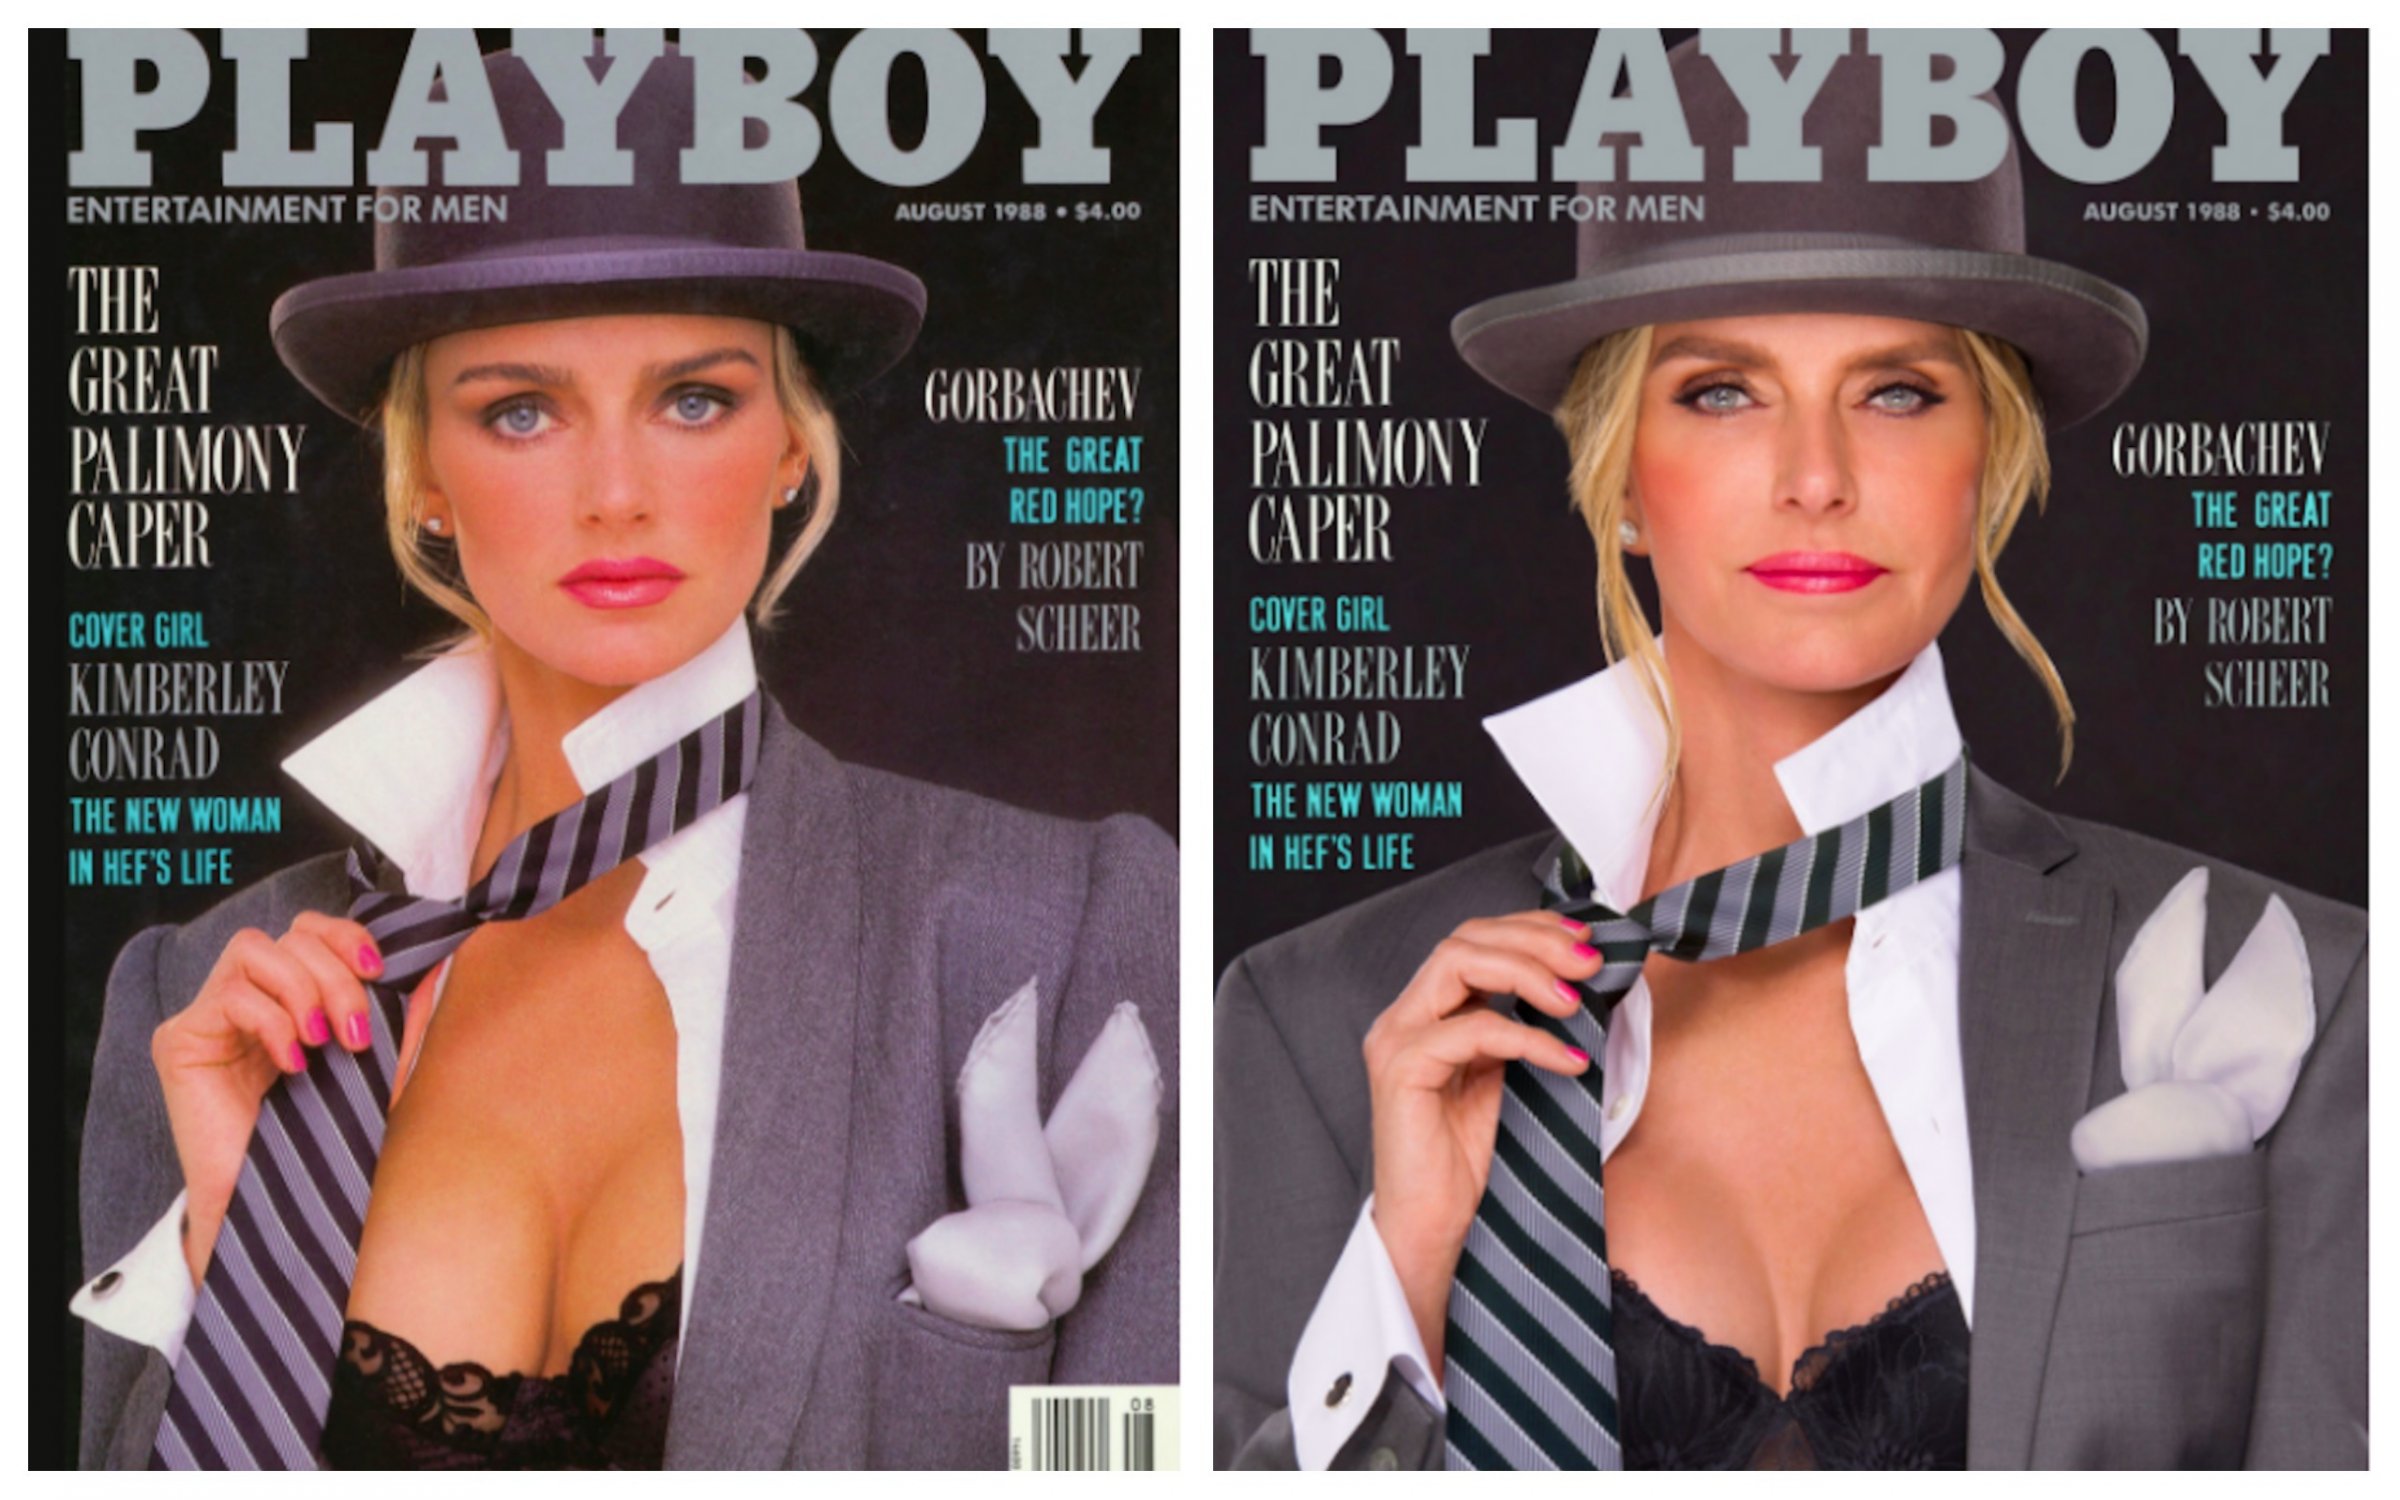 PLAYBOY
ENTERTAINMENT FOR MEN
AUGUST 1988 • $4.00
THE
GREAT
PALIMONY
CAPER
COVER GIRL
KIMBERLEY
CONRAD
THE NEW WOMAN
IN HEF'S LIFE
GORBACHEV
THE GREAT
RED HOPE?
BY ROBERT
SCHEER
08
PLAYBOY
ENTERTAINMENT FOR MEN
AUGUST 1988 • $4.00
THE
GREAT
PALIMONY
CAPER
COVER GIRL
KIMBERLEY
CONRAD
THE NEW WOMAN
IN HEF'S LIFE
GORBACHEV
THE GREAT
RED HOPE?
BY ROBERT
SCHEER